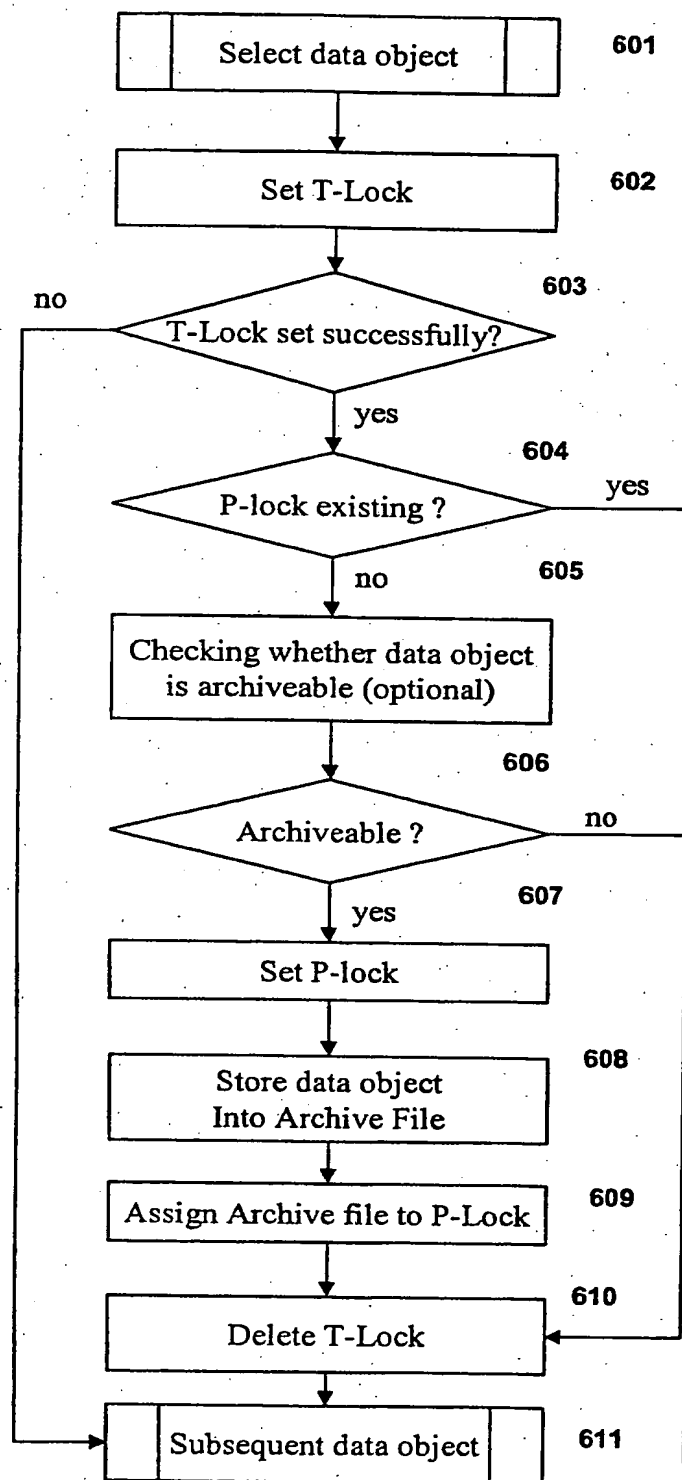 Select data object
601
Set T-Lock
602
603
no
T-Lock set successfully?
yes
604
P-lock existing ?
yes
no
605
Checking whether data object
is archiveable (optional)
606
Archiveable ?
no
607
yes
Set P-lock
608
Store data object
Into Archive File
Assign Archive file to P-Lock
609
610
Delete T-Lock
Subsequent data object
611